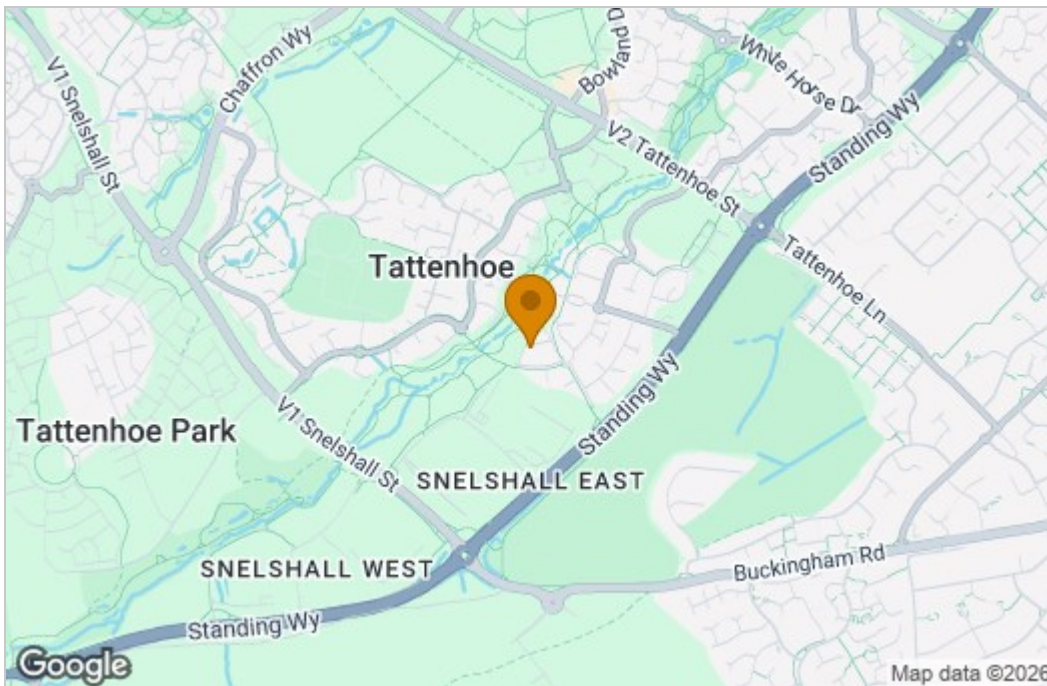 V1 Snelshall St
Chaffron Wy
Bowland D
White Horse Dr
Standing Wy
V2 Tattenhoe St
Tattenhoe
Tattenhoe Ln
Standing Wy
Tattenhoe Park
V1 Snelshall St
SNELSHALL EAST
SNELSHALL WEST
Buckingham Rd
Standing Wy
Google
Map data ©2026